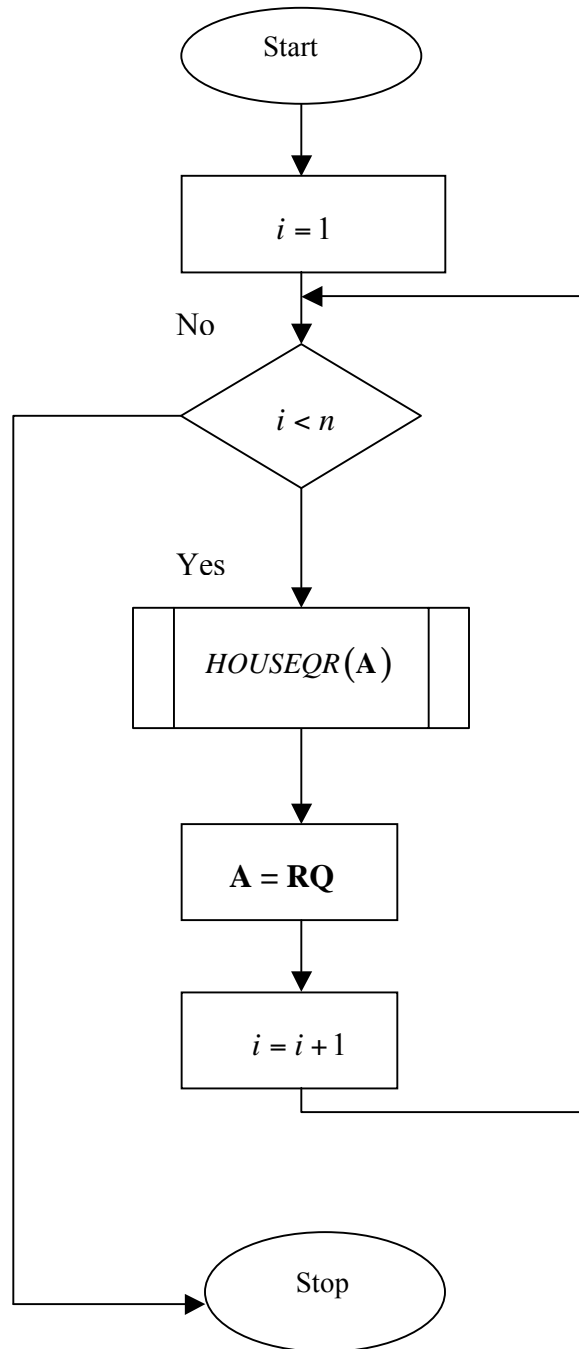 Start
i = 1
No
i < n
Yes
HOUSEQR(A)
A = RQ
i = i + 1
Stop